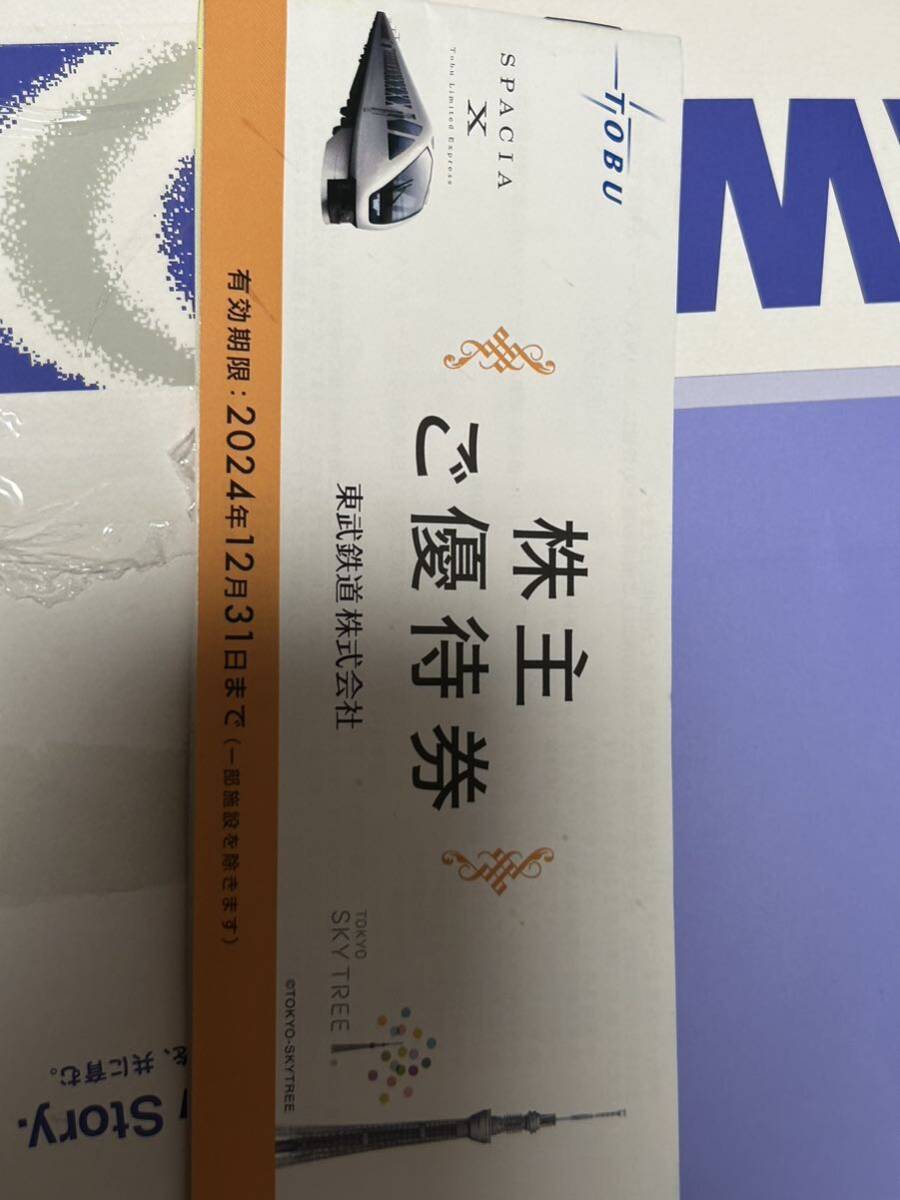 TOBU
SPACIA
X
Tobu Limited Express
株主
ご優待券
東武鉄道株式会社
TOKYO
SKYTREE
©TOKYO-SKYTREE
有効期限：2024年12月31日まで（一部施設を除きます）
W
、共に育む。
Story.